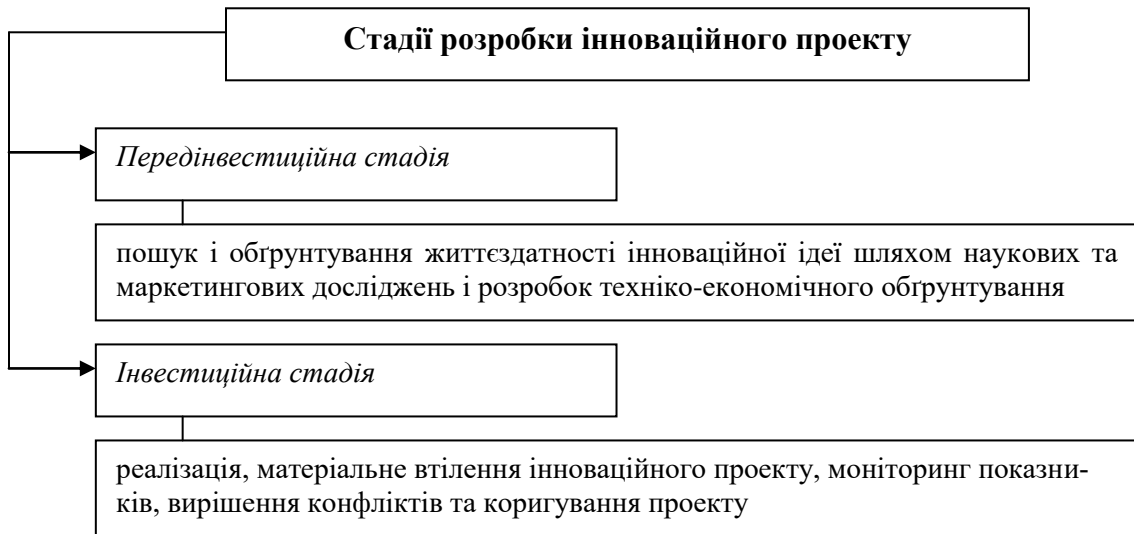 Стадії розробки інноваційного проекту
Передінвестиційна стадія
пошук і обґрунтування життєздатності інноваційної ідеї шляхом наукових та
маркетингових досліджень і розробок техніко-економічного обґрунтування
Інвестиційна стадія
реалізація, матеріальне втілення інноваційного проекту, моніторинг показни-
ків, вирішення конфліктів та коригування проекту